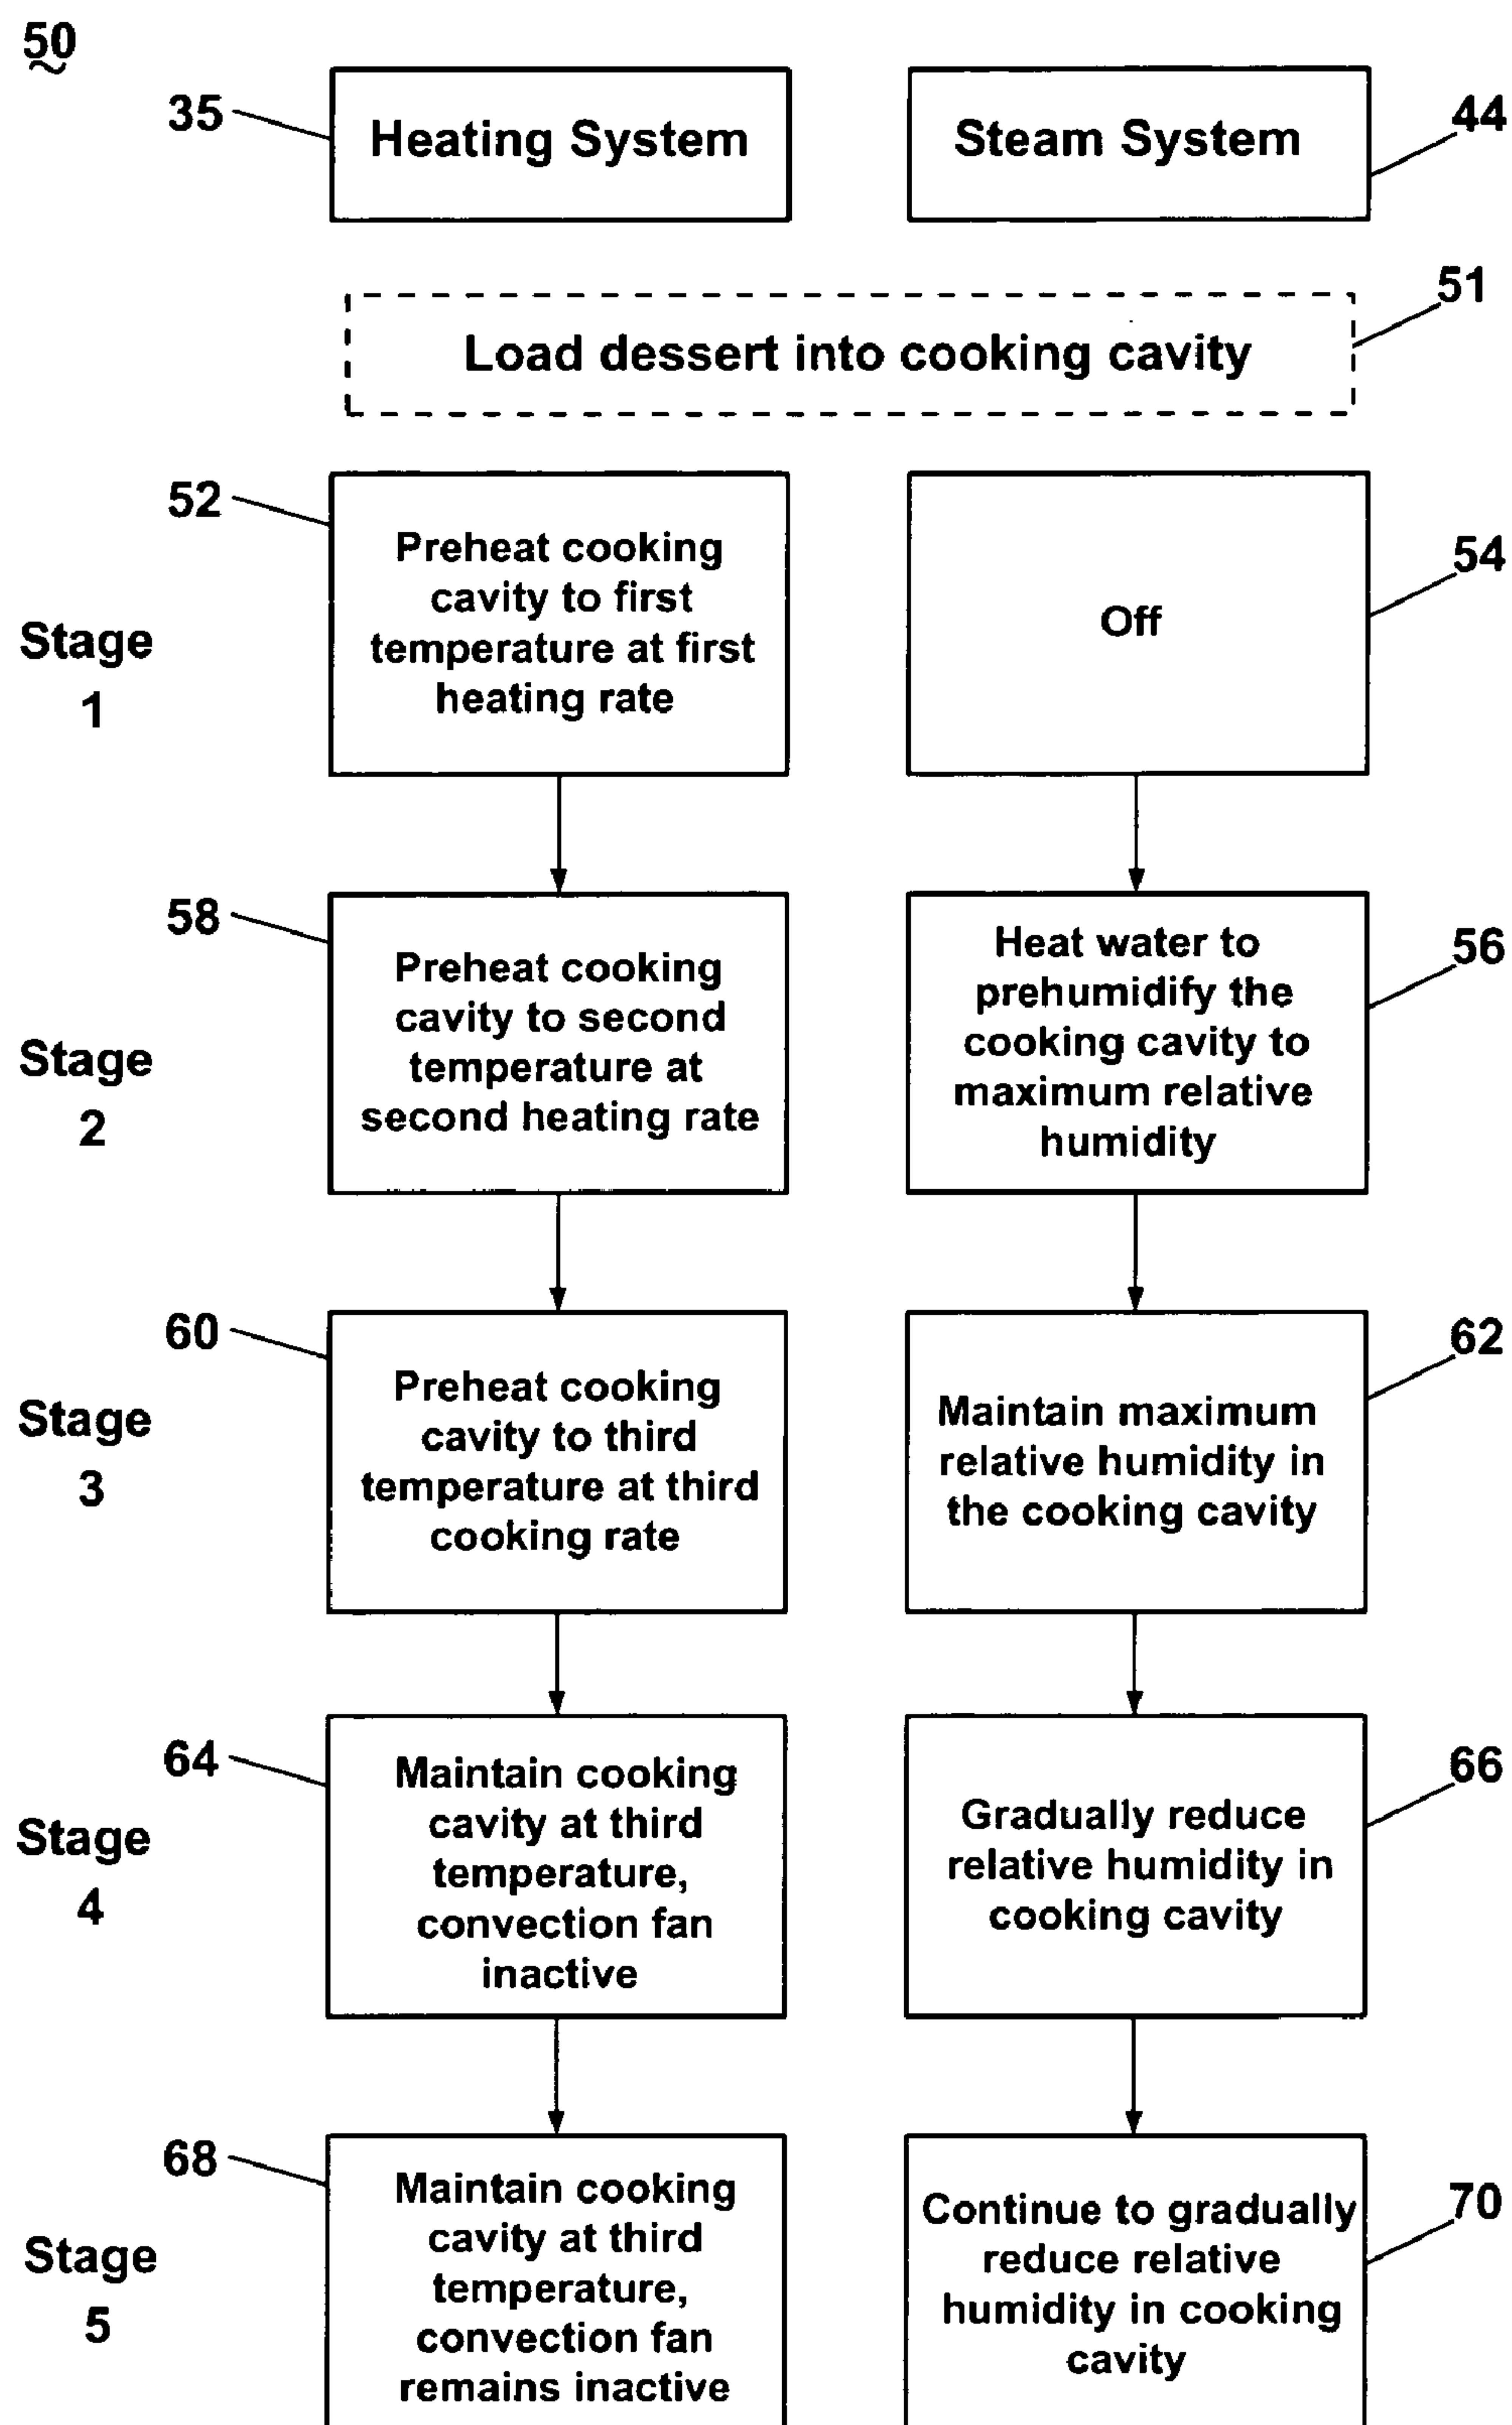 50
35
Heating System
Steam System
44
51
Load dessert into cooking cavity
52
Preheat cooking
cavity to first
temperature at first
heating rate
54
Off
Stage
1
58
Preheat cooking
cavity to second
temperature at
second heating rate
56
Heat water to
prehumidify the
cooking cavity to
maximum relative
humidity
Stage
2
60
Preheat cooking
cavity to third
temperature at third
cooking rate
62
Maintain maximum
relative humidity in
the cooking cavity
Stage
3
64
Maintain cooking
cavity at third
temperature,
convection fan
inactive
66
Gradually reduce
relative humidity in
cooking cavity
Stage
4
68
Maintain cooking
cavity at third
temperature,
convection fan
remains inactive
70
Continue to gradually
reduce relative
humidity in cooking
cavity
Stage
5